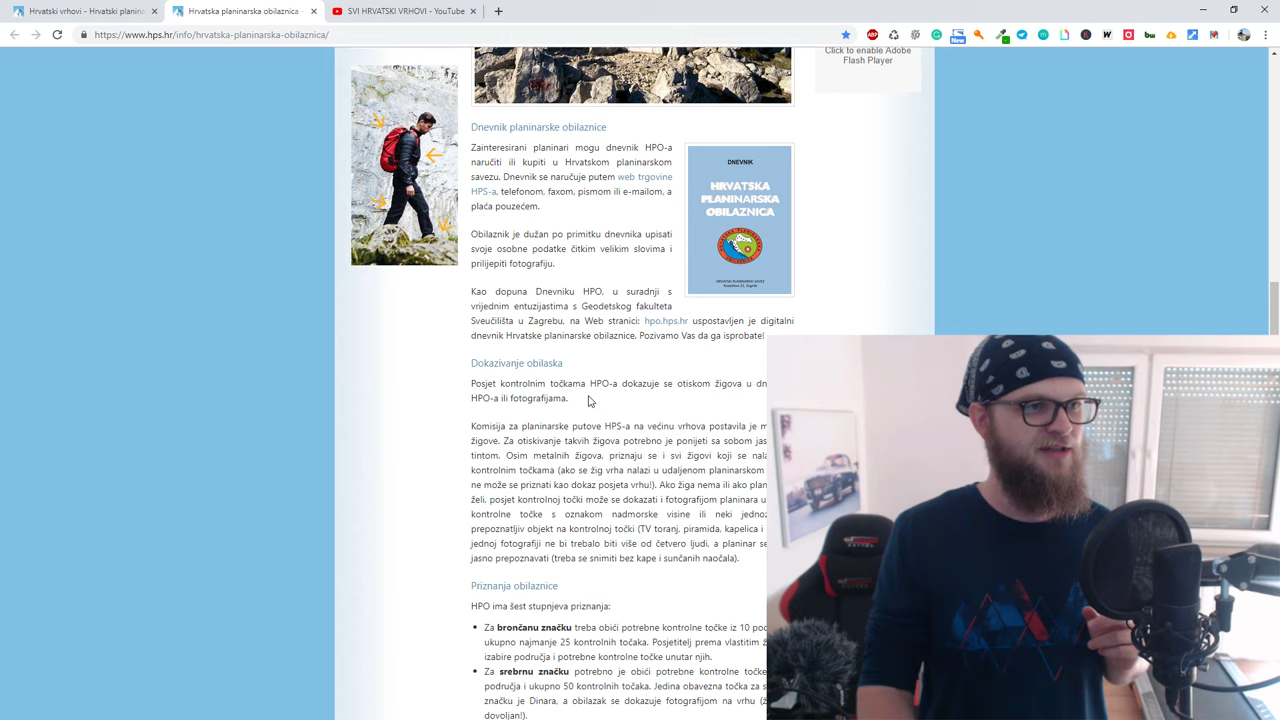 Hrvatski vrhovi - Hrvatski planina
Hrvatska planinarska obilaznica -
SVI HRVATSKI VRHOVI - YouTube
https://www.hps.hr/info/hrvatska-planinarska-obilaznica/
New
ABP
Click to enable Adobe
Flash Player
Dnevnik planinarske obilaznice
Zainteresirani planinari mogu dnevnik HPO-a
naručiti ili kupiti u Hrvatskom planinarskom
savezu. Dnevnik se naručuje putem web trgovine
HPS-a, telefonom, faxom, pismom ili e-mailom, a
plaća pouzećem.
DNEVNIK
HRVATSKA
PLANINARSKA
OBILAZNICA
HRVATSKI PLANINARSKI SAVEZ
Obilaznik je dužan po primitku dnevnika upisati
svoje osobne podatke čitkim velikim slovima i
prilijepiti fotografiju.
Kao dopuna Dnevniku HPO, u suradnji s
vrijednim entuzijastima s Geodetskog fakulteta
Sveučilišta u Zagrebu, na Web stranici: hpo.hps.hr uspostavljen je digitalni
dnevnik Hrvatske planinarske obilaznice. Pozivamo Vas da ga isprobate!
Dokazivanje obilaska
Posjet kontrolnim točkama HPO-a dokazuje se otiskom žigova u dn
HPO-a ili fotografijama.
Komisija za planinarske putove HPS-a na većinu vrhova postavila je m
žigove. Za otiskivanje takvih žigova potrebno je ponijeti sa sobom jas
tintom. Osim metalnih žigova, priznaju se i svi žigovi koji se nala
kontrolnim točkama (ako se žig vrha nalazi u udaljenom planinarskom
ne može se priznati kao dokaz posjeta vrhu!). Ako žiga nema ili ako plan
želi, posjet kontrolnoj točki može se dokazati i fotografijom planinara u
kontrolne točke s oznakom nadmorske visine ili neki jednoz
prepoznatljiv objekt na kontrolnoj točki (TV toranj, piramida, kapelica i
jednoj fotografiji ne bi trebalo biti više od četvero ljudi, a planinar se
jasno prepoznavati (treba se snimiti bez kape i sunčanih naočala).
Priznanja obilaznice
HPO ima šest stupnjeva priznanja:
• Za brončanu značku treba obići potrebne kontrolne točke iz 10 pod
ukupno najmanje 25 kontrolnih točaka. Posjetitelj prema vlastitim ž
izabire područja i potrebne kontrolne točke unutar njih.
• Za srebrnu značku potrebno je obići potrebne kontrolne točke
područja i ukupno 50 kontrolnih točaka. Jedina obavezna točka za s
značku je Dinara, a obilazak se dokazuje fotografijom na vrhu (ž
dovoljan!).